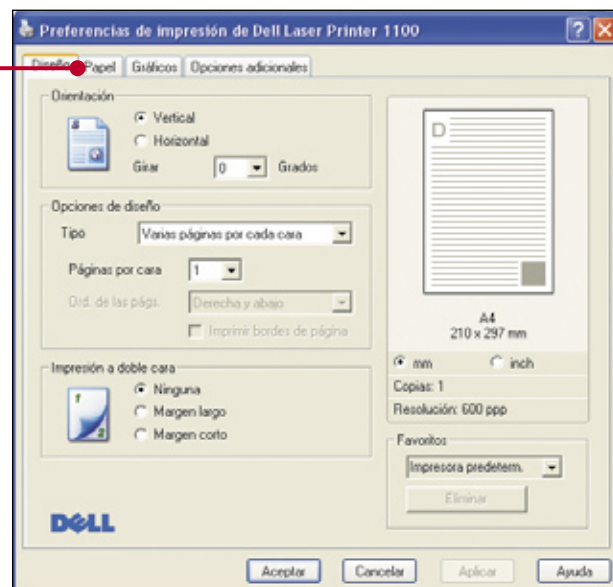 Preferencias de impresión de Dell Laser Printer 1100
Diseño Papel Gráficos Opciones adicionales
Orientación
Vertical
Horizontal
Girar 0 Grados
Opciones de diseño
Tipo Varias páginas por cada cara
Páginas por cara 1
Ord. de las págs. Derecha y abajo
Imprimir bordes de página
Impresión a doble cara
Ninguna
Margen largo
Margen corto
DELL
A4
210 x 297 mm
mm inch
Copias: 1
Resolución: 600 ppp
Favoritos
Impresora predeterm.
Eliminar
Aceptar Cancelar Aplicar Ayuda